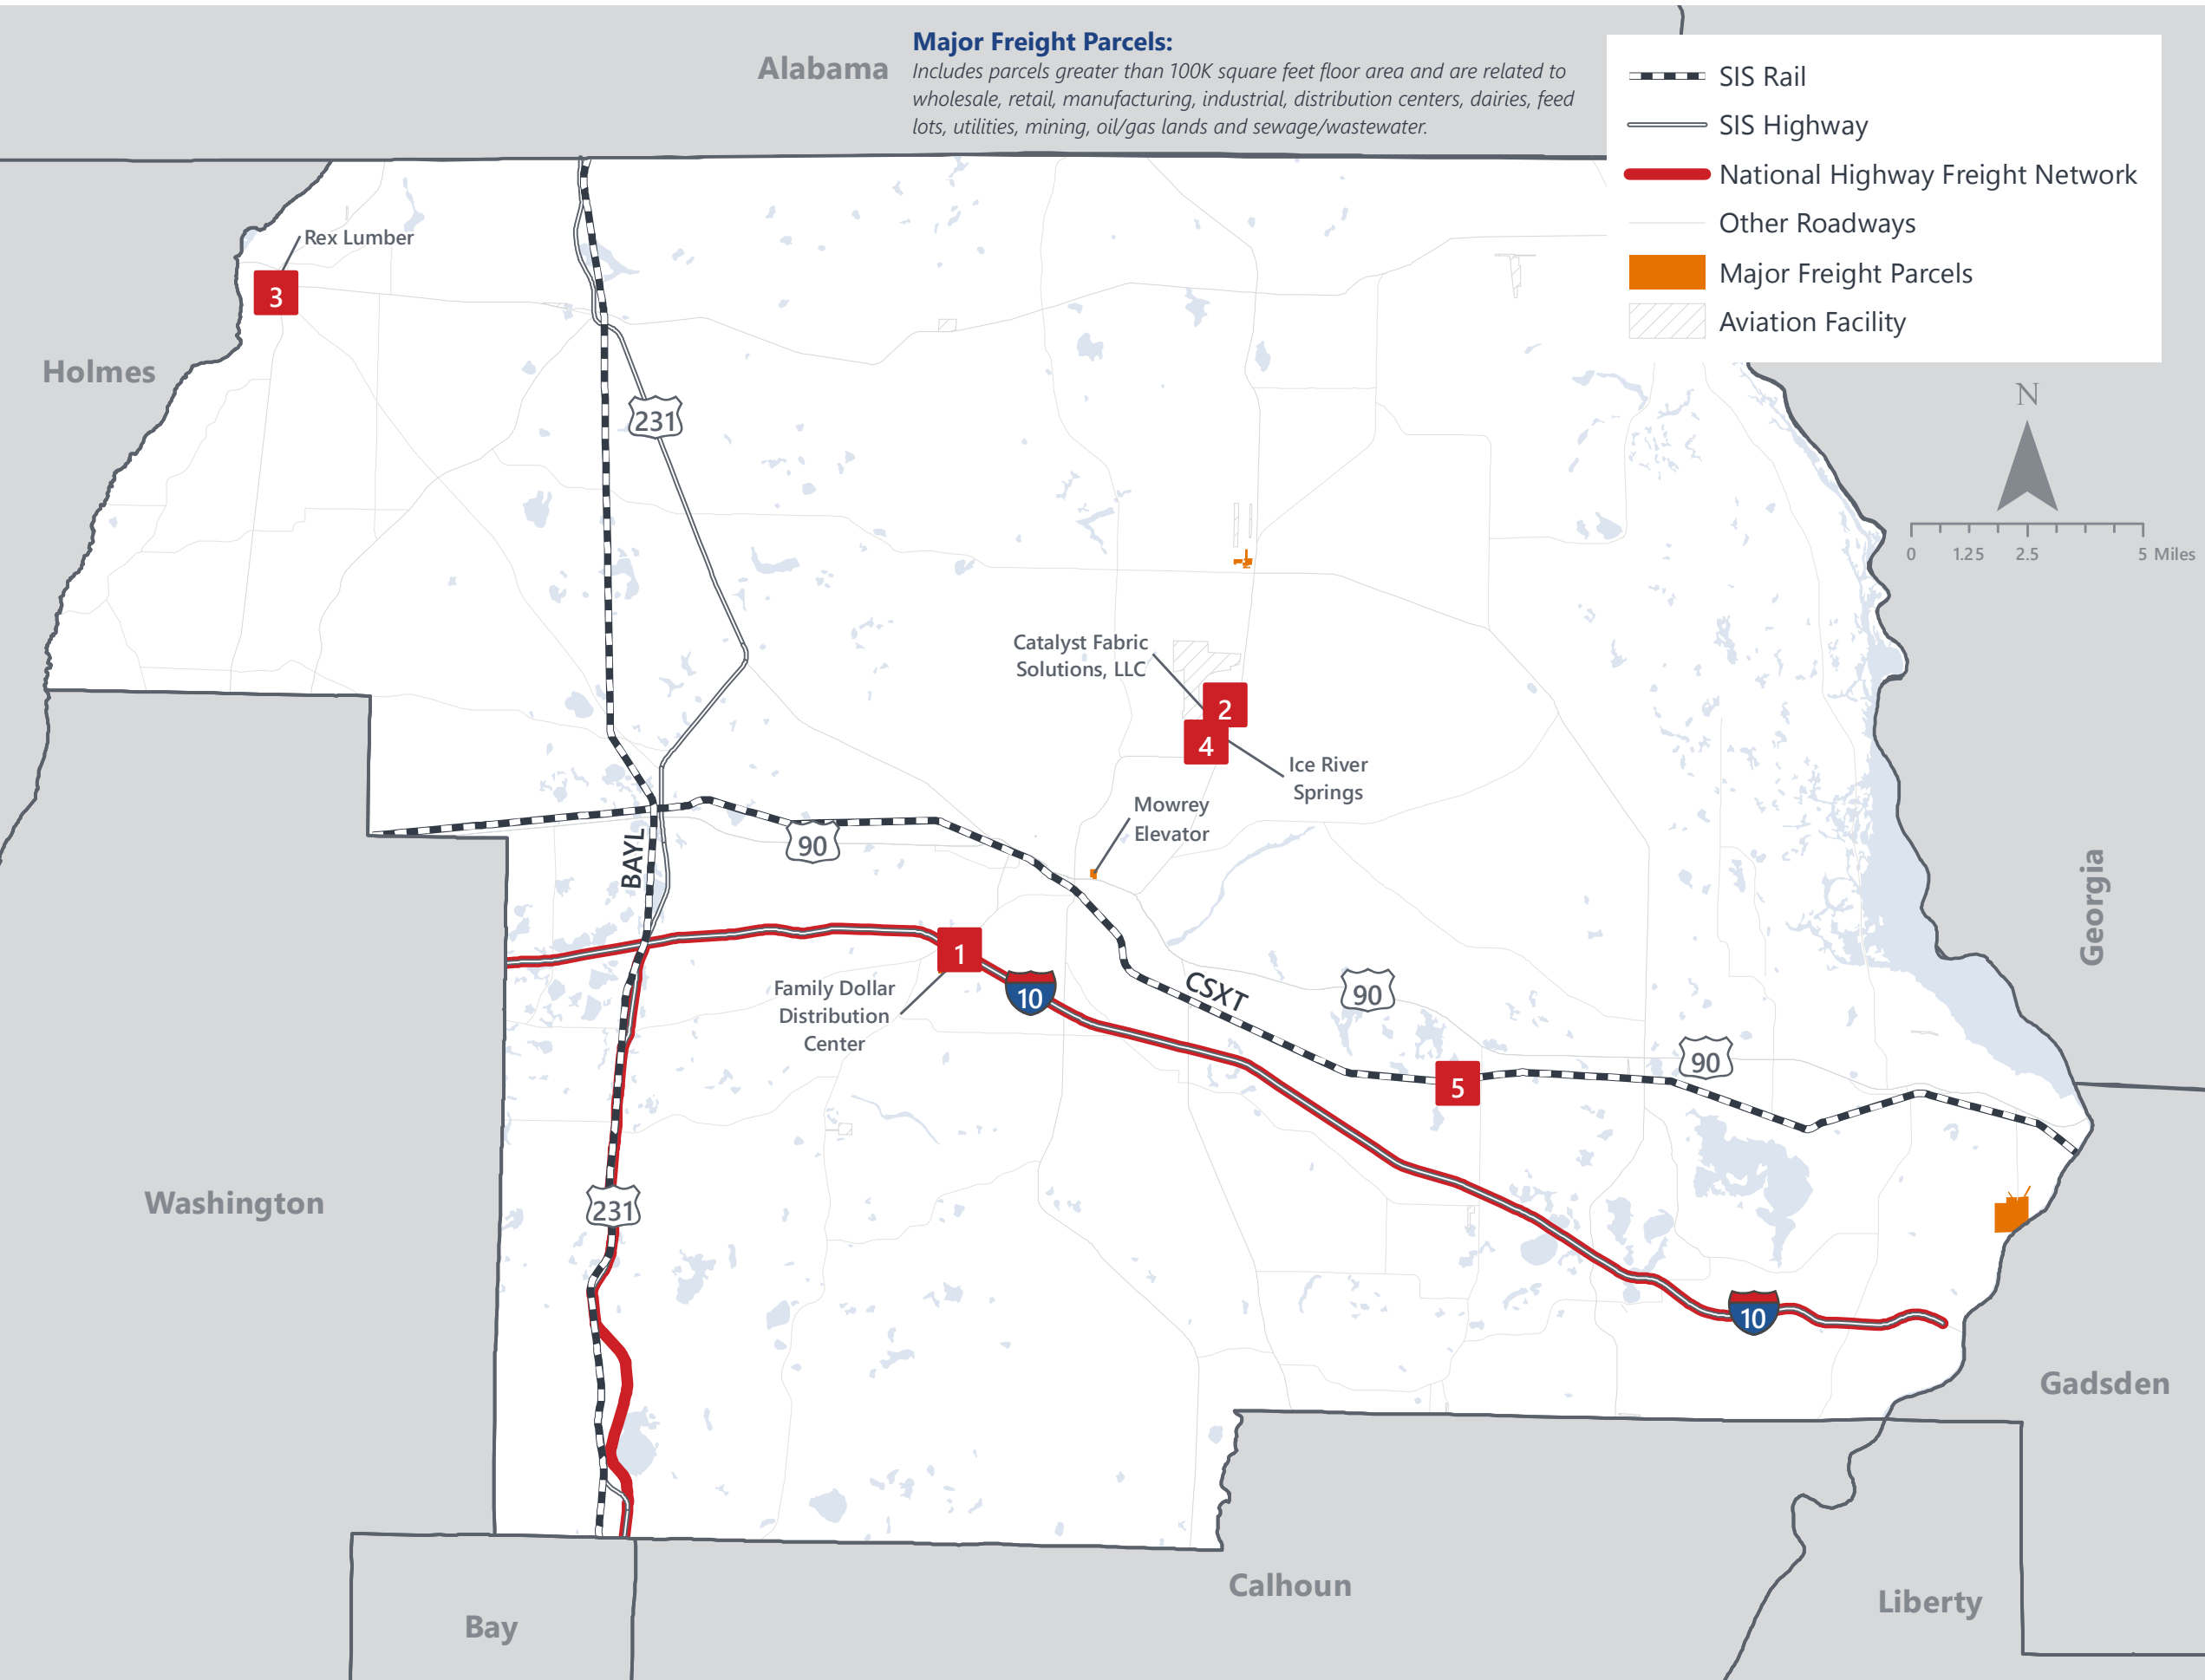 Alabama
Major Freight Parcels:
Includes parcels greater than 100K square feet floor area and are related to
wholesale, retail, manufacturing, industrial, distribution centers, dairies, feed
lots, utilities, mining, oil/gas lands and sewage/wastewater.
SIS Rail
SIS Highway
National Highway Freight Network
Other Roadways
Major Freight Parcels
Aviation Facility
N
0 1.25 2.5 5 Miles
Rex Lumber
3
Holmes
231
Catalyst Fabric
Solutions, LLC
2
4
Ice River
Springs
Mowrey
Elevator
BAYL
90
Georgia
1
Family Dollar
Distribution
Center
10
CSXT
90
90
5
Washington
231
10
Gadsden
Calhoun
Liberty
Bay